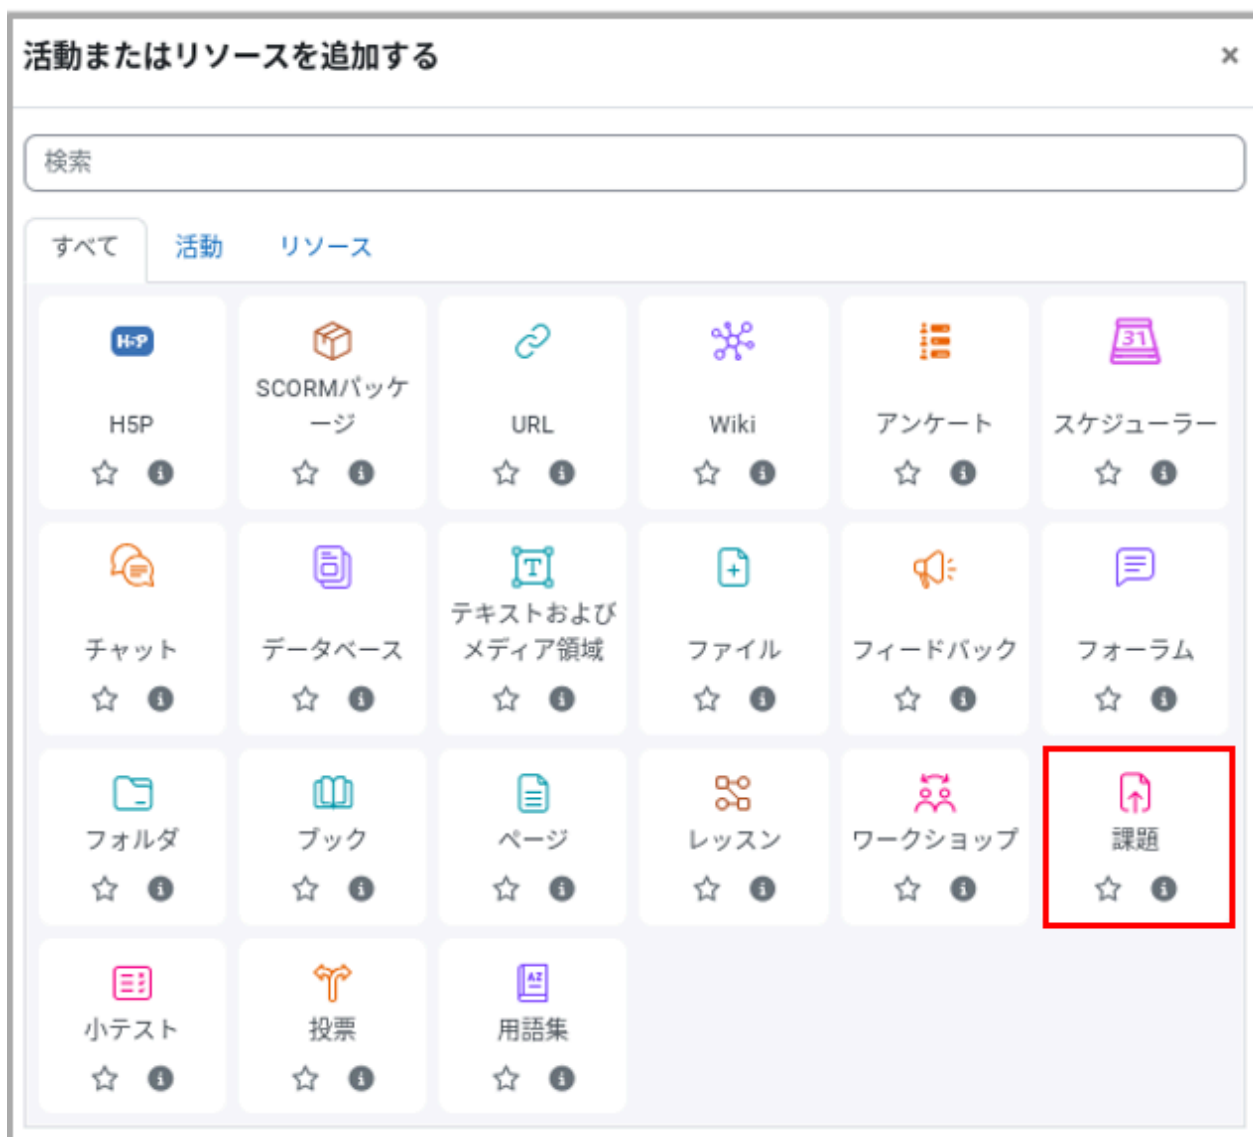 活動またはリソースを追加する
×
検索
すべて 活動 リソース
H5P
H5P
SCORMパッケ
ージ
URL
Wiki
アンケート
31
スケジューラー
チャット
データベース
T
テキストおよび
メディア領域
ファイル
フィードバック
フォーラム
フォルダ
ブック
ページ
レッスン
ワークショップ
課題
小テスト
投票
AZ
用語集